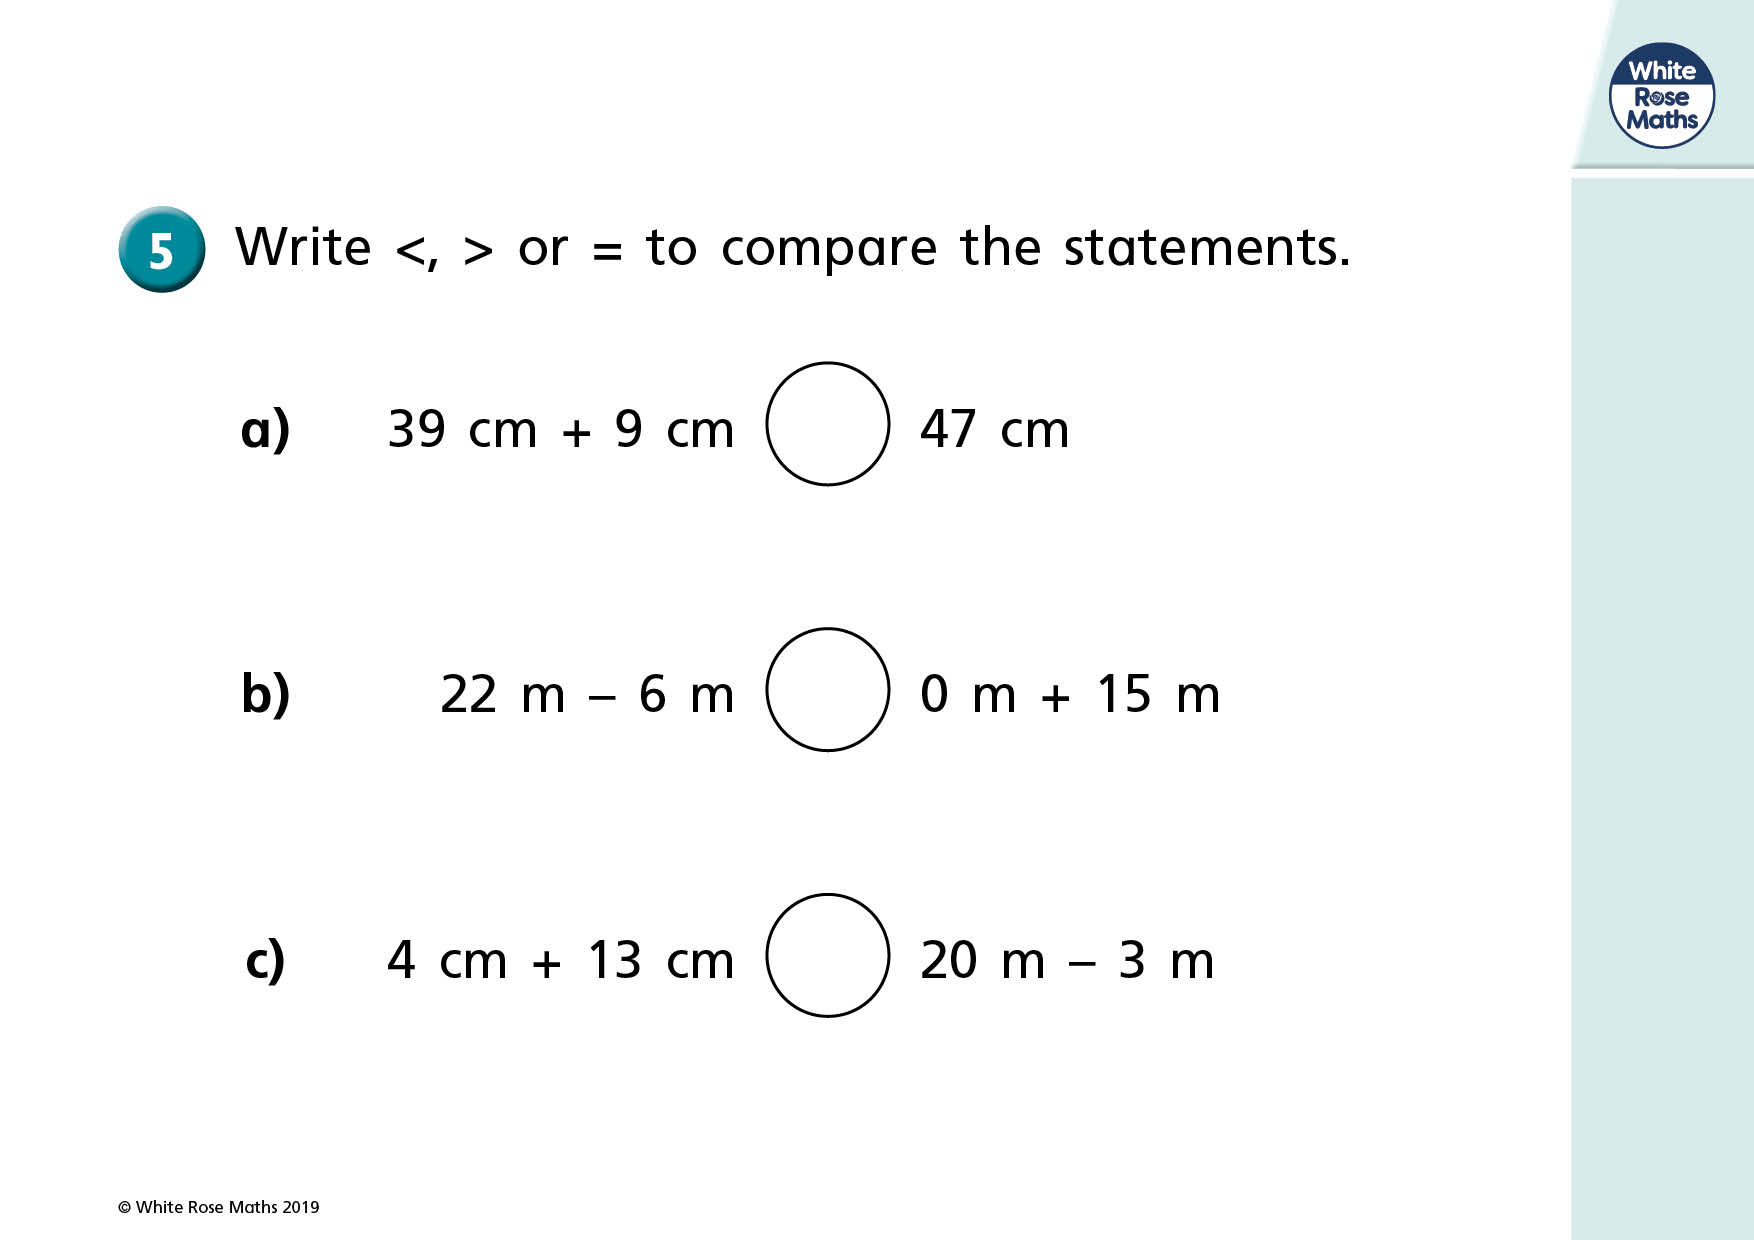 White
Rose
Maths
5 Write <, > or = to compare the statements.
a) 39 cm + 9 cm 47 cm
b) 22 m – 6 m 0 m + 15 m
c) 4 cm + 13 cm 20 m – 3 m
© White Rose Maths 2019